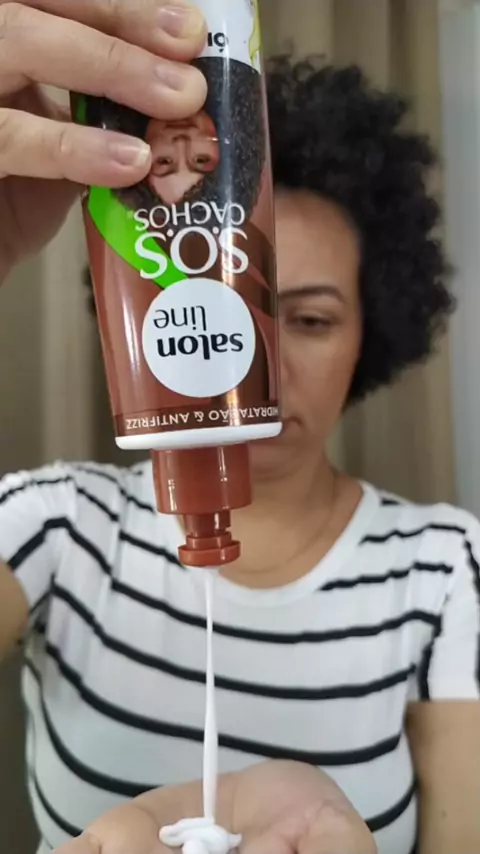 S.O.S
CACHOS
salon
line
HIDRATAÇÃO & ANTIFRIZZ